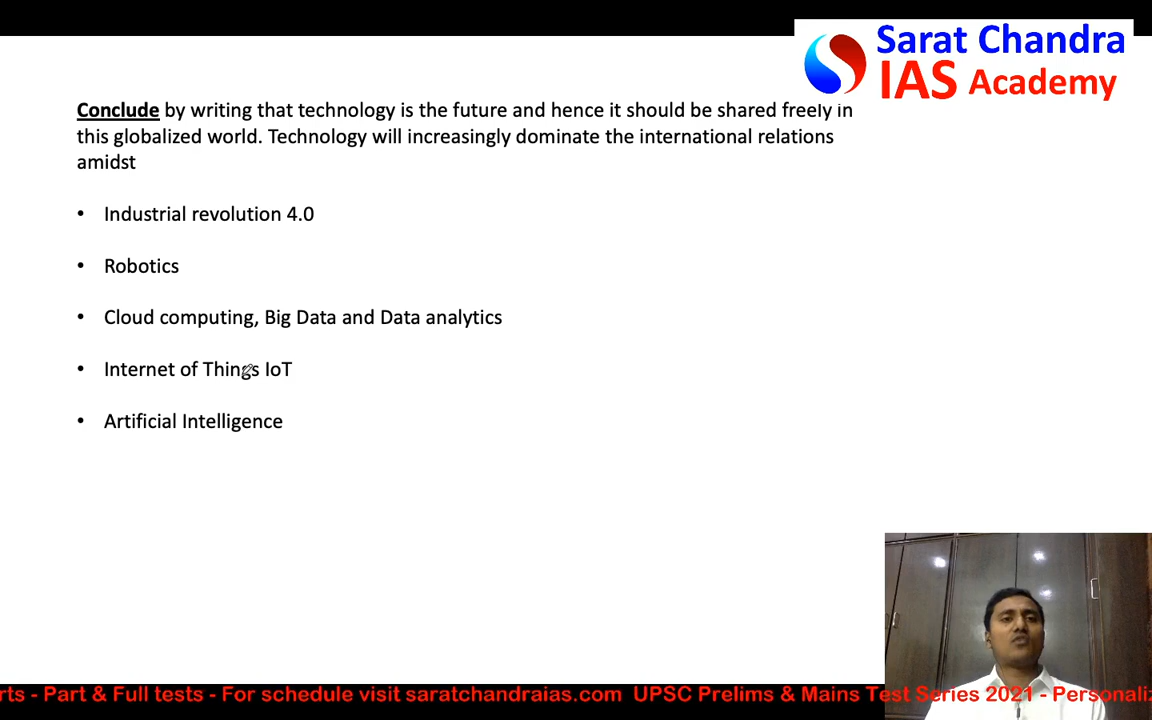 Sarat Chandra
IAS Academy
Conclude by writing that technology is the future and hence it should be shared freely in
this globalized world. Technology will increasingly dominate the international relations
amidst
• Industrial revolution 4.0
• Robotics
• Cloud computing, Big Data and Data analytics
• Internet of Things IoT
• Artificial Intelligence
- Part & Full tests - For schedule visit saratchandraias.com UPSC Prelims & Mains Test Series 2021 -